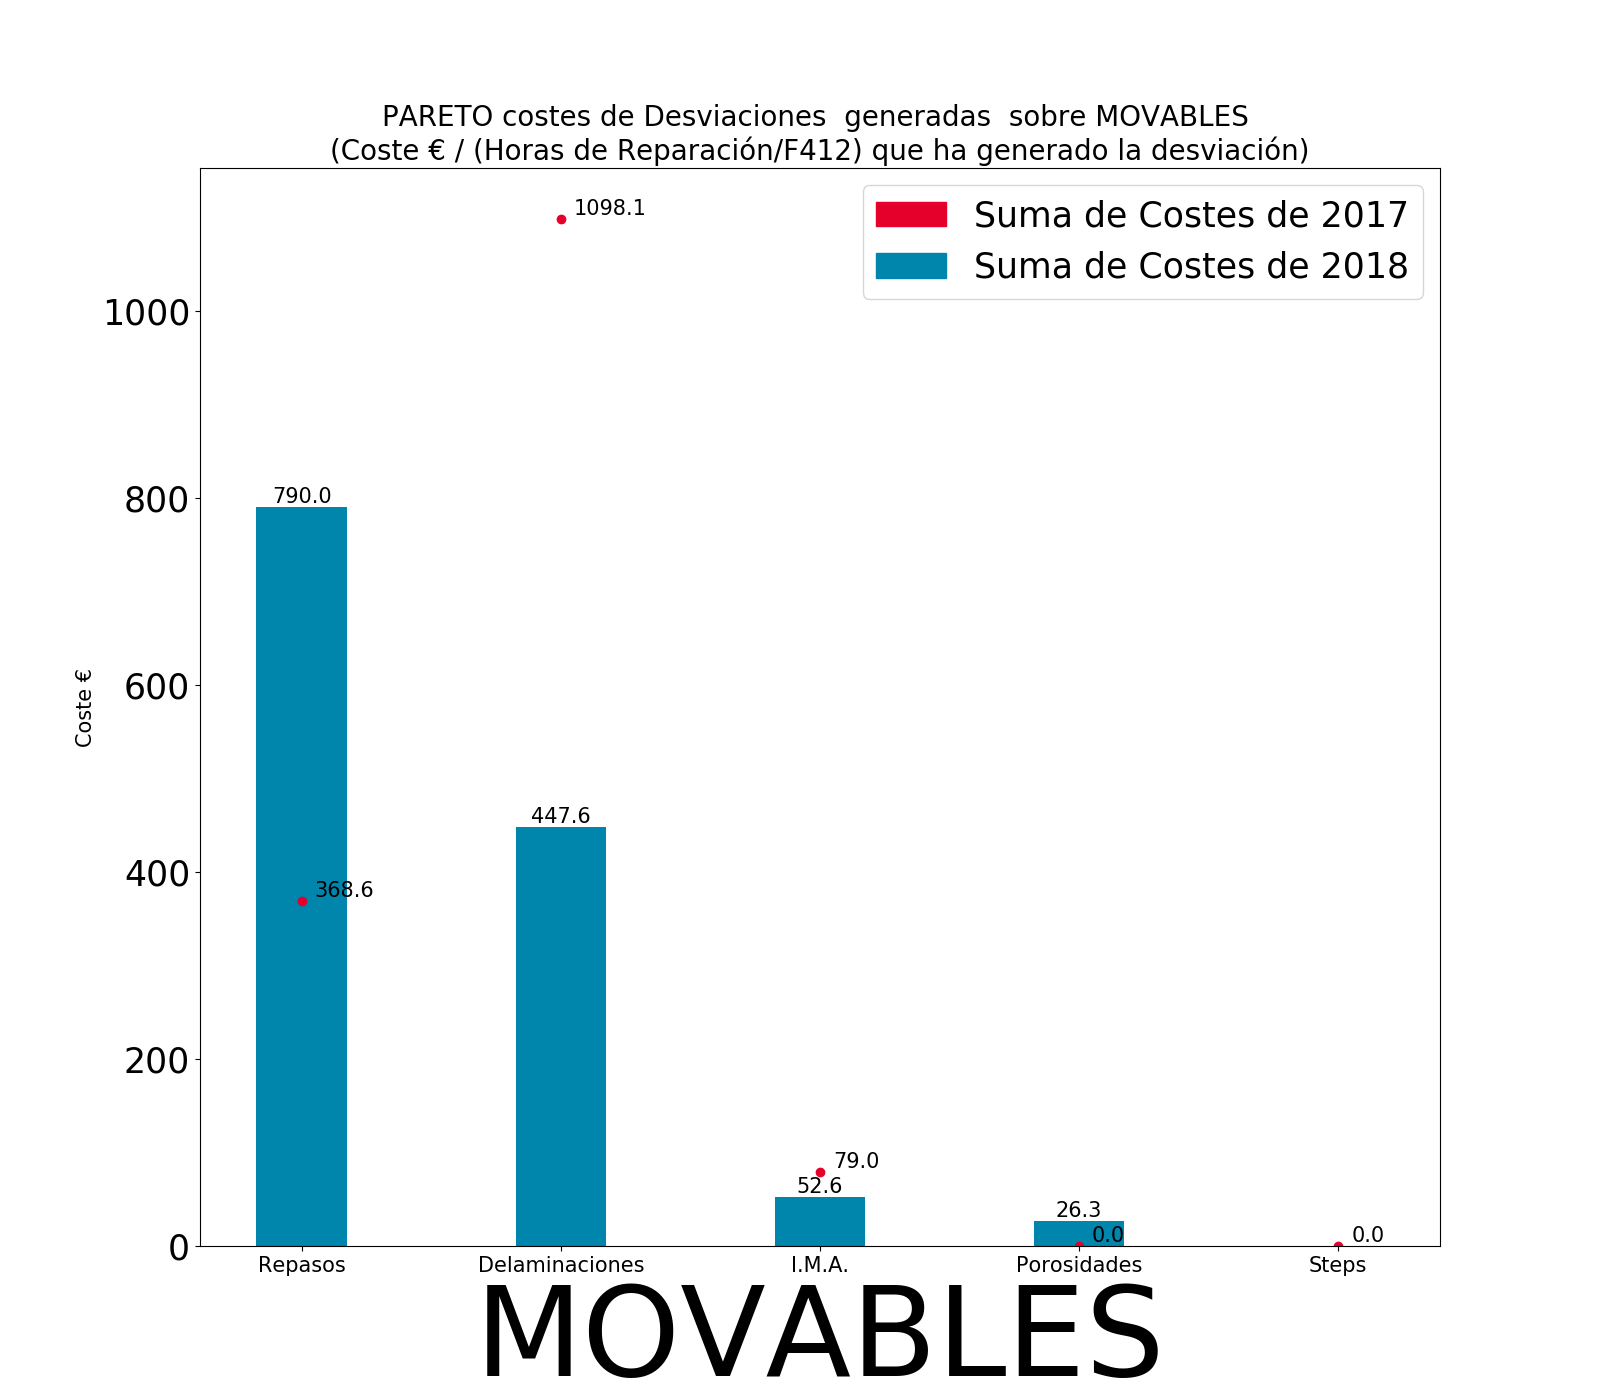 PARETO costes de Desviaciones  generadas  sobre MOVABLES
(Coste € / (Horas de Reparación/F412) que ha generado la desviación)
Suma de Costes de 2017
Suma de Costes de 2018
1098.1
1000
800
790.0
600
Coste €
447.6
400
368.6
200
79.0
52.6
26.3
0.0
0.0
0
Repasos
Delaminaciones
I.M.A.
Porosidades
Steps
MOVABLES